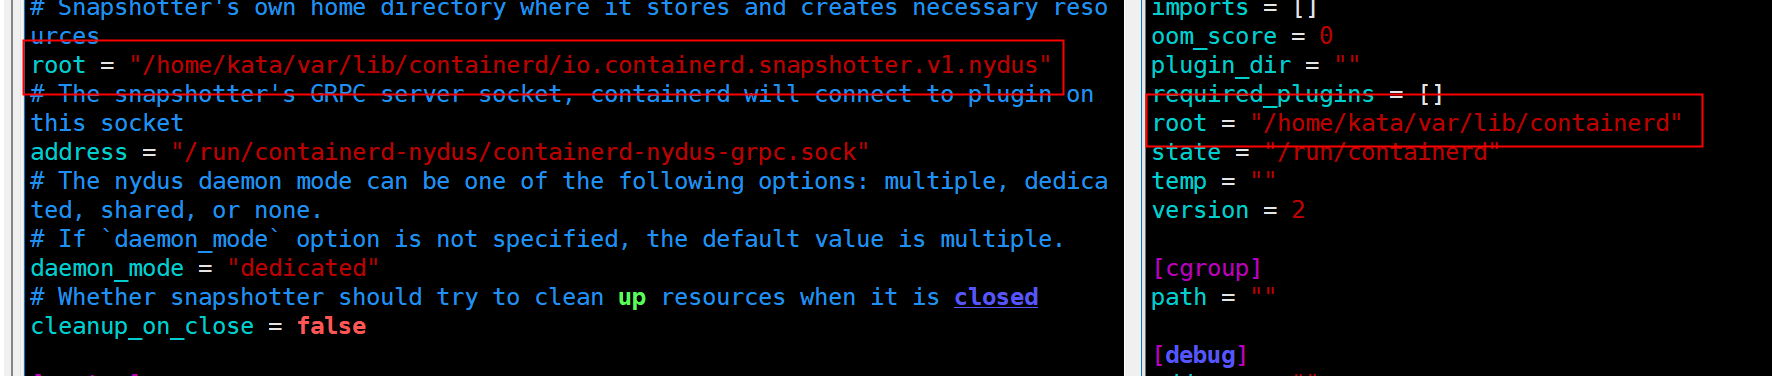 # Snapshotter's own home directory where it stores and creates necessary reso
urces
root = "/home/kata/var/lib/containerd/io.containerd.snapshotter.v1.nydus"
# The snapshotter's GRPC server socket, containerd will connect to plugin on
this socket
address = "/run/containerd-nydus/containerd-nydus-grpc.sock"
# The nydus daemon mode can be one of the following options: multiple, dedica
ted, shared, or none.
# If `daemon_mode` option is not specified, the default value is multiple.
daemon_mode = "dedicated"
# Whether snapshotter should try to clean up resources when it is closed
cleanup_on_close = false
imports = []
oom_score = 0
plugin_dir = ""
required_plugins = []
root = "/home/kata/var/lib/containerd"
state = "/run/containerd"
temp = ""
version = 2
[cgroup]
path = ""
[debug]